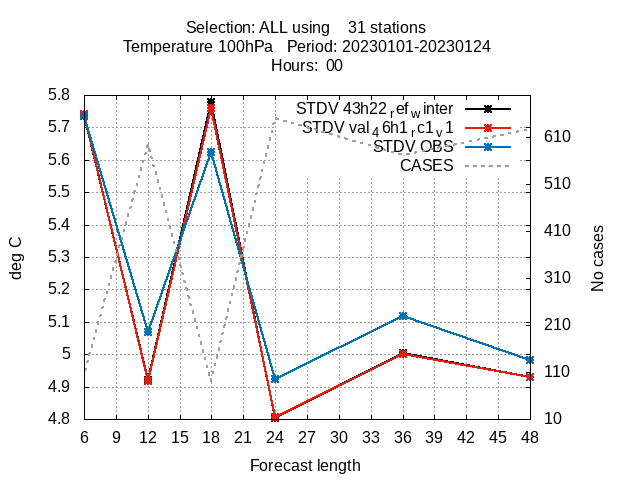 Selection: ALL using 31 stations
Temperature 100hPa Period: 20230101-20230124
Hours: 00
STDV 43h22refwinter
STDV val46h1rc1v1
STDV OBS
CASES
deg C
5.8
5.7
5.6
5.5
5.4
5.3
5.2
5.1
5
4.9
4.8
610
510
410
310
210
110
10
No cases
6 9 12 15 18 21 24 27 30 33 36 39 42 45 48
Forecast length